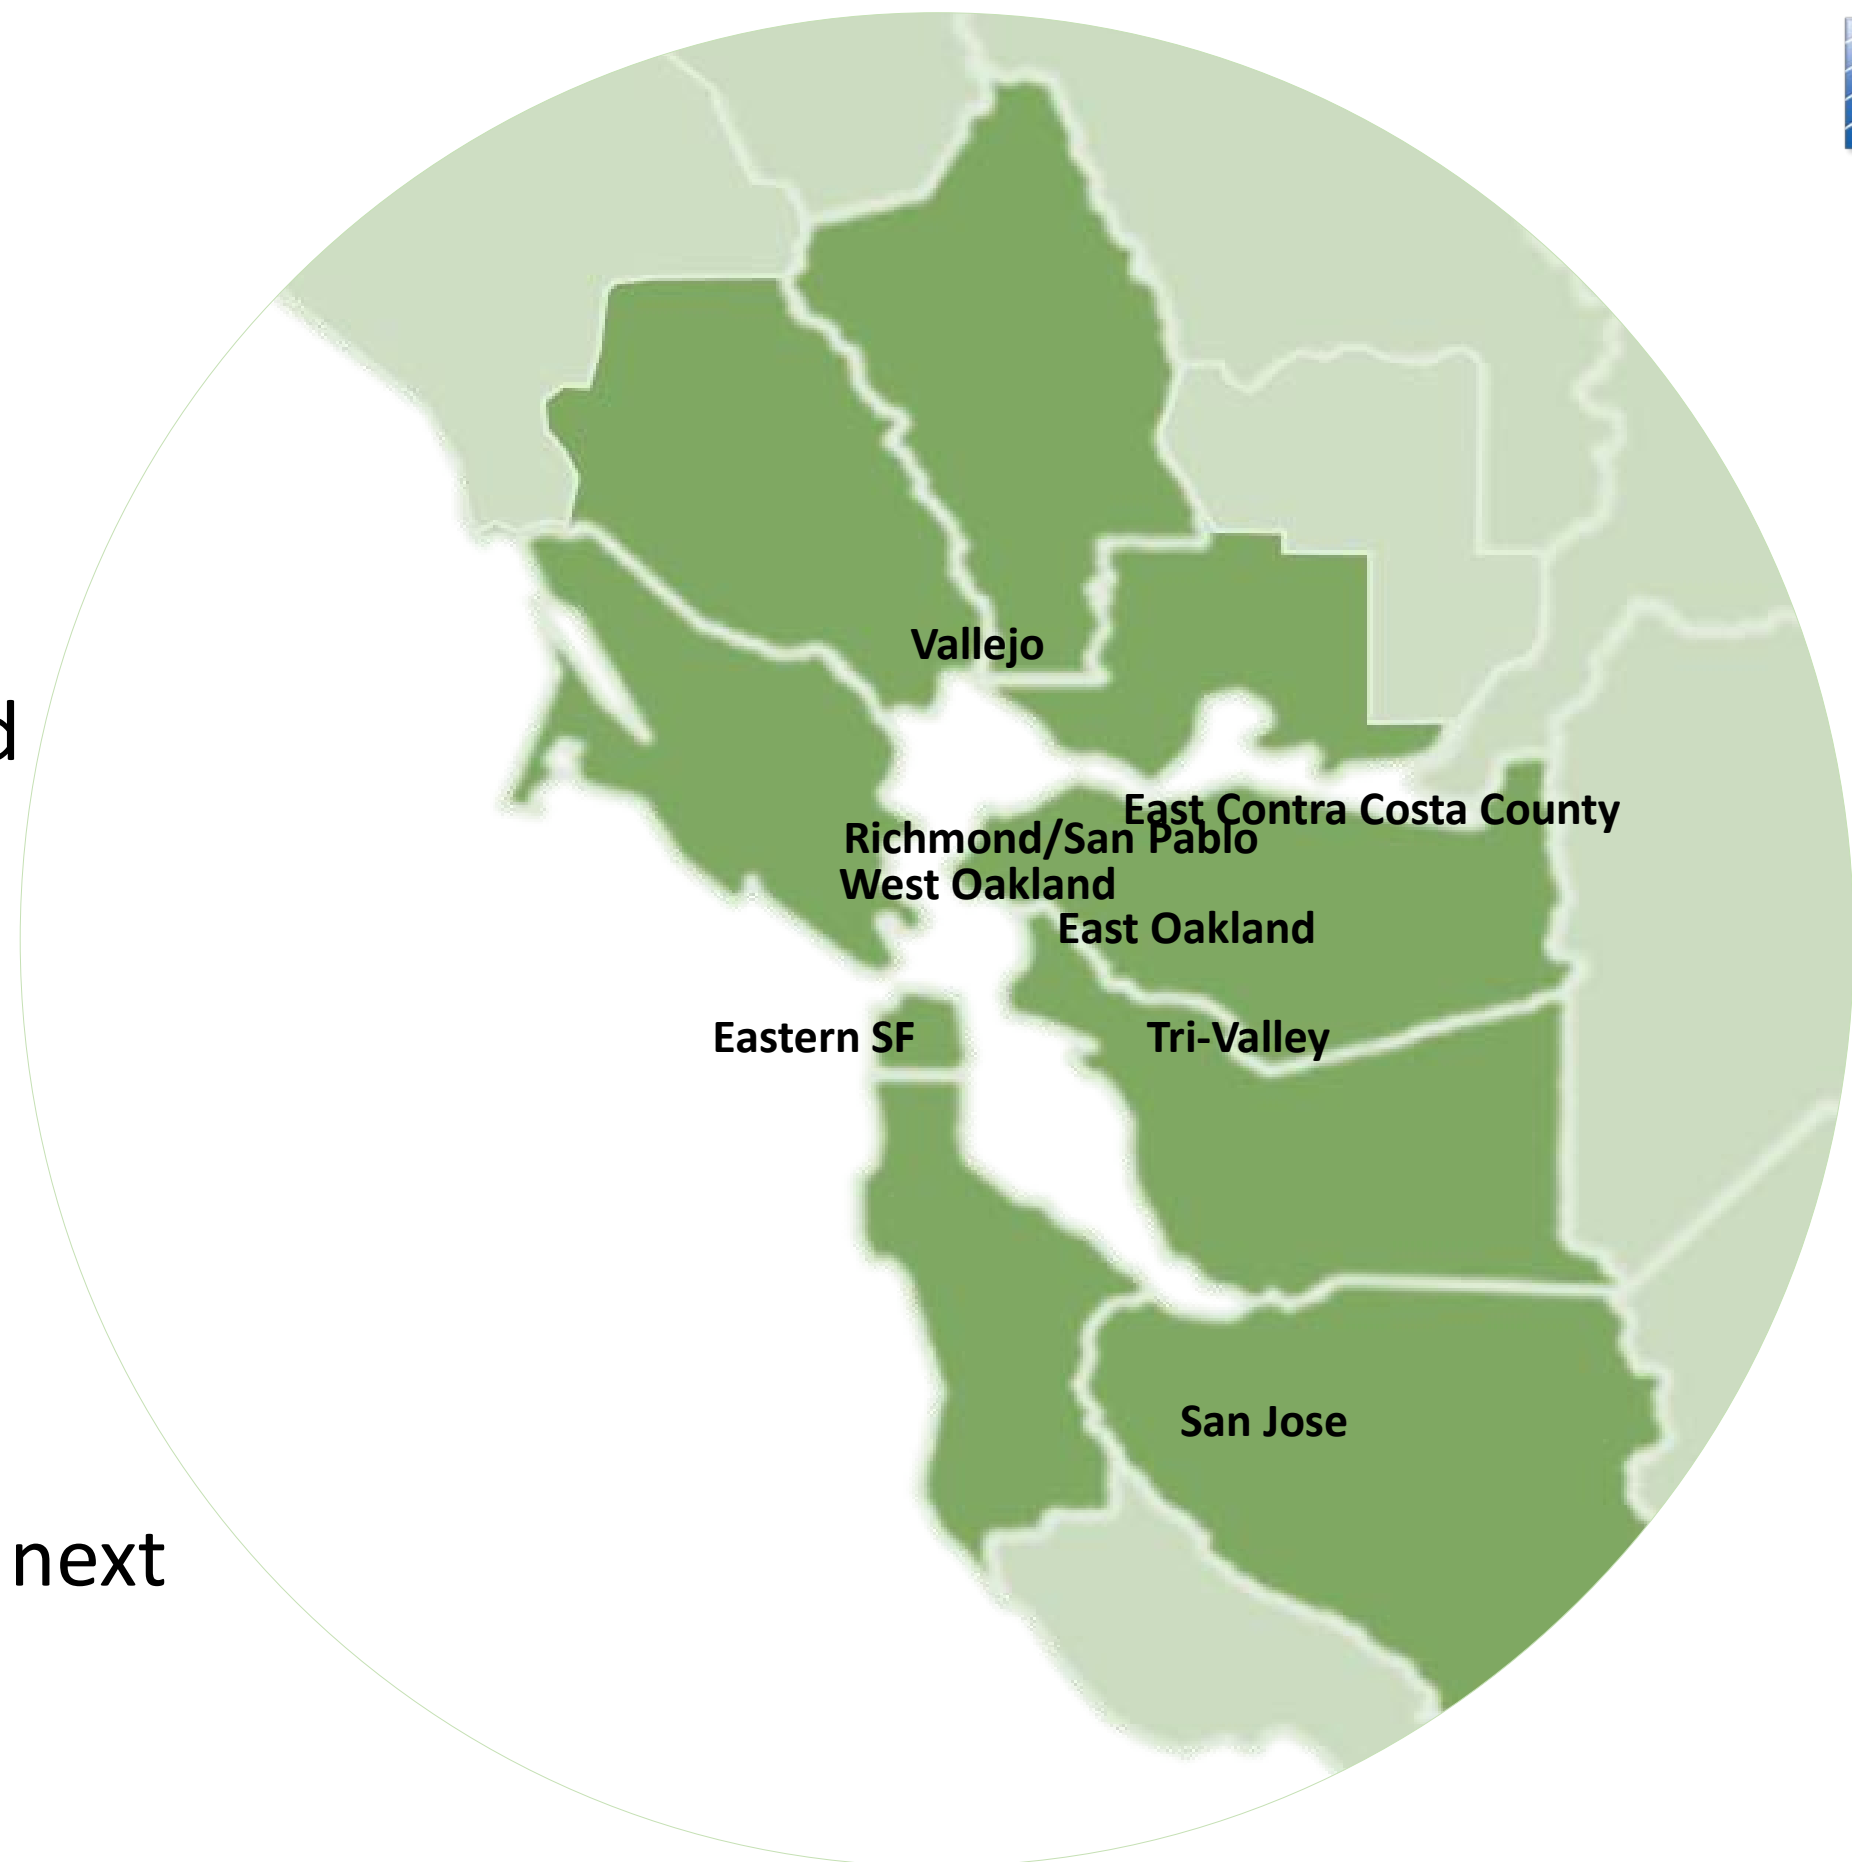 Vallejo
d
East Contra Costa County
Richmond/San Pablo
West Oakland
East Oakland
Eastern SF
Tri-Valley
San Jose
next